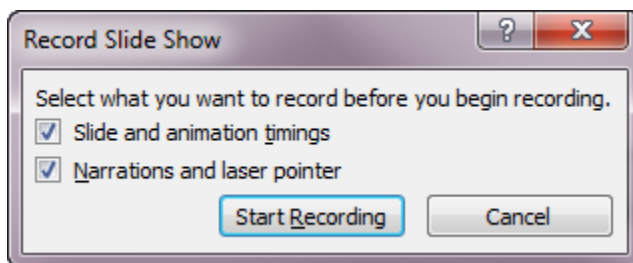 Record Slide Show
Select what you want to record before you begin recording.
Slide and animation timings
Narrations and laser pointer
Start Recording Cancel